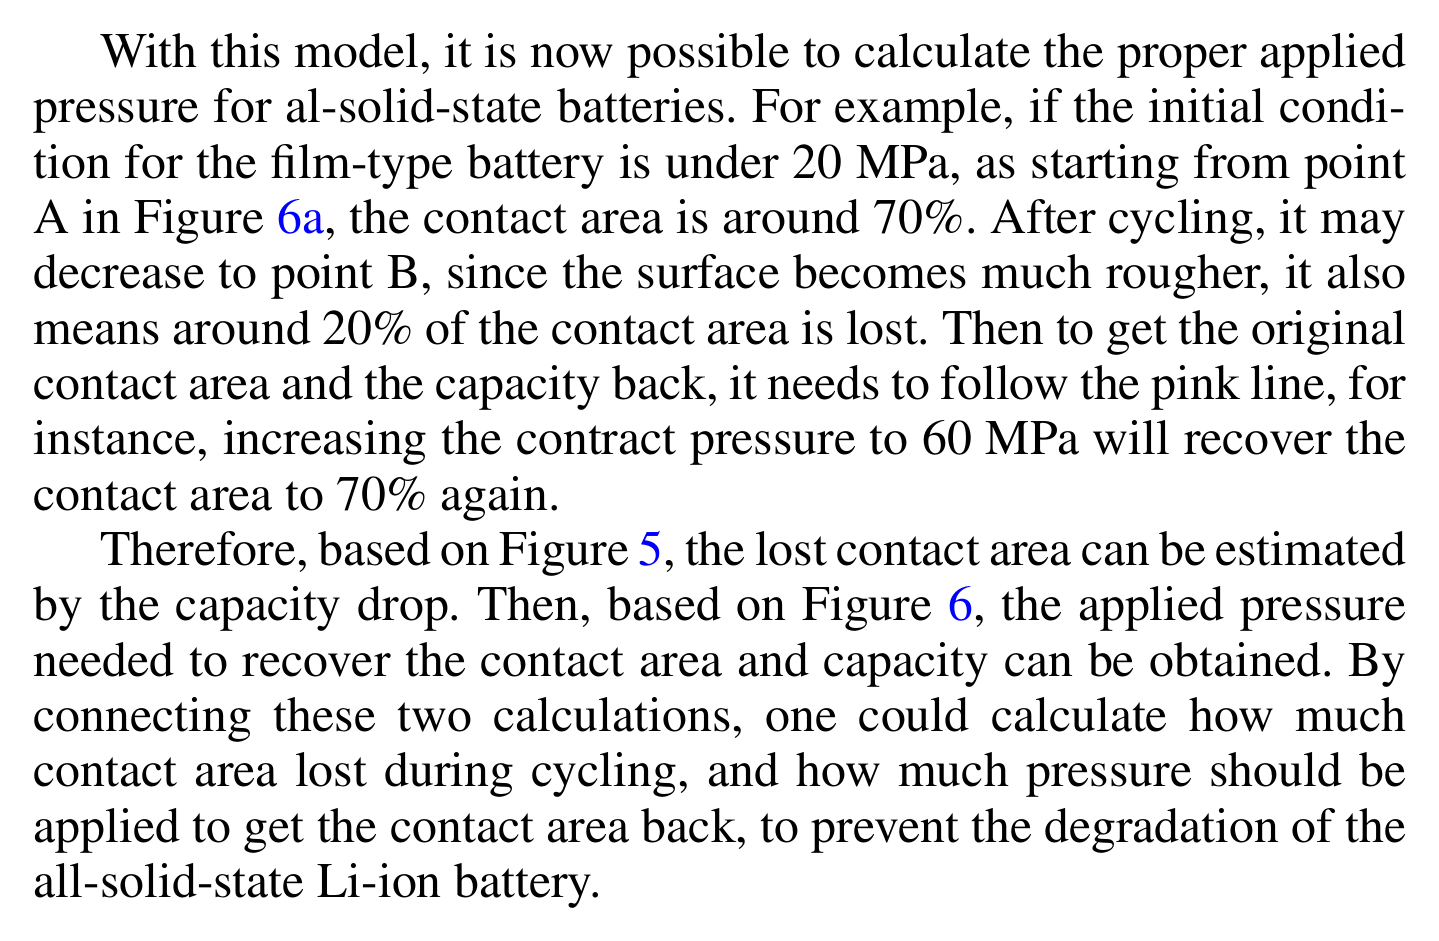 With this model, it is now possible to calculate the proper applied
pressure for al-solid-state batteries. For example, if the initial condi-
tion for the film-type battery is under 20 MPa, as starting from point
A in Figure 6a, the contact area is around 70%. After cycling, it may
decrease to point B, since the surface becomes much rougher, it also
means around 20% of the contact area is lost. Then to get the original
contact area and the capacity back, it needs to follow the pink line, for
instance, increasing the contract pressure to 60 MPa will recover the
contact area to 70% again.
Therefore, based on Figure 5, the lost contact area can be estimated
by the capacity drop. Then, based on Figure 6, the applied pressure
needed to recover the contact area and capacity can be obtained. By
connecting these two calculations, one could calculate how much
contact area lost during cycling, and how much pressure should be
applied to get the contact area back, to prevent the degradation of the
all-solid-state Li-ion battery.